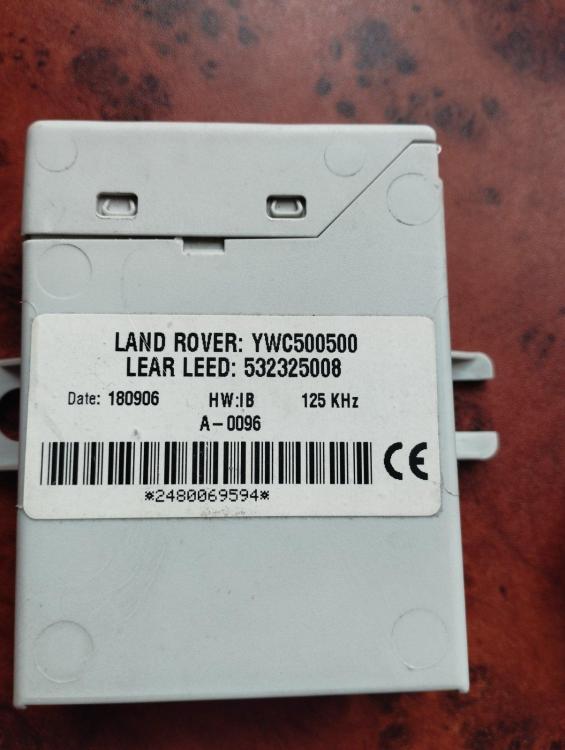 LAND ROVER: YWC500500
LEAR LEED: 532325008
Date: 180906 HW:IB 125 KHz
A-0096
CE
*2480069594*